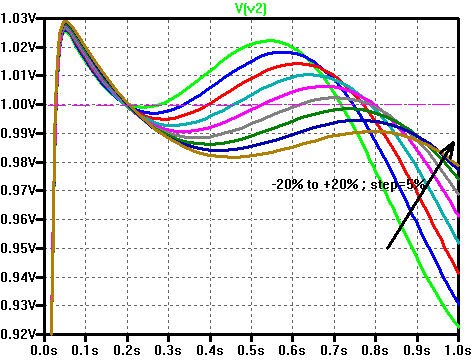 V(v2)
1.03V
1.02V
1.01V
1.00V
0.99V
0.98V
0.97V
0.96V
0.95V
0.94V
0.93V
0.92V
-20% to +20% ; step=5%
0.0s 0.1s 0.2s 0.3s 0.4s 0.5s 0.6s 0.7s 0.8s 0.9s 1.0s